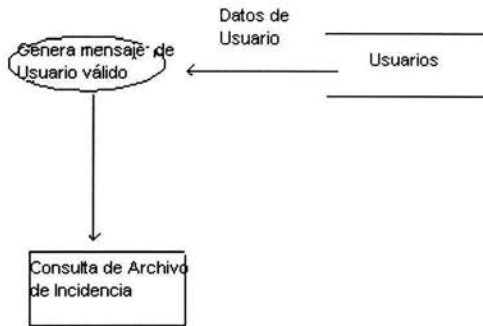 Datos de
Usuario
Genera mensaje de
Usuario válido
Usuarios
Consulta de Archivo
de Incidencia